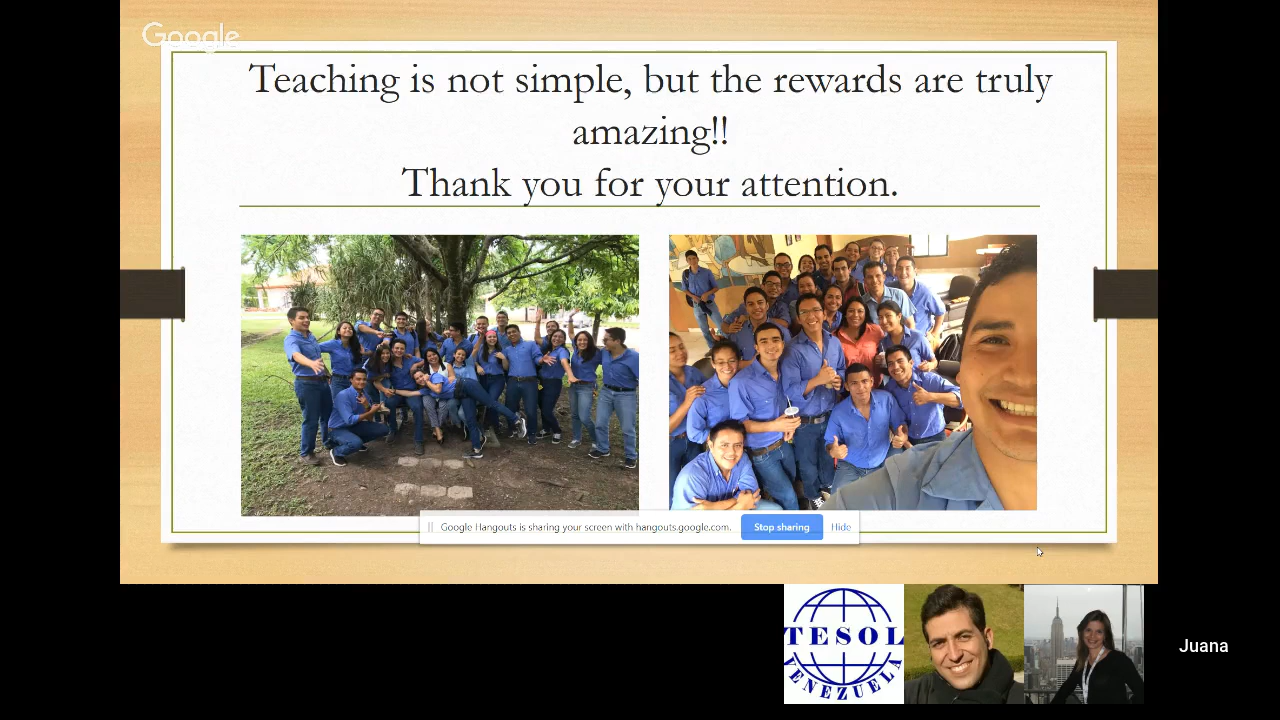 Google
Teaching is not simple, but the rewards are truly
amazing!!
Thank you for your attention.
Google Hangouts is sharing your screen with hangouts.google.com.
Stop sharing
Hide
TESOL
VENEZUELA
Juana